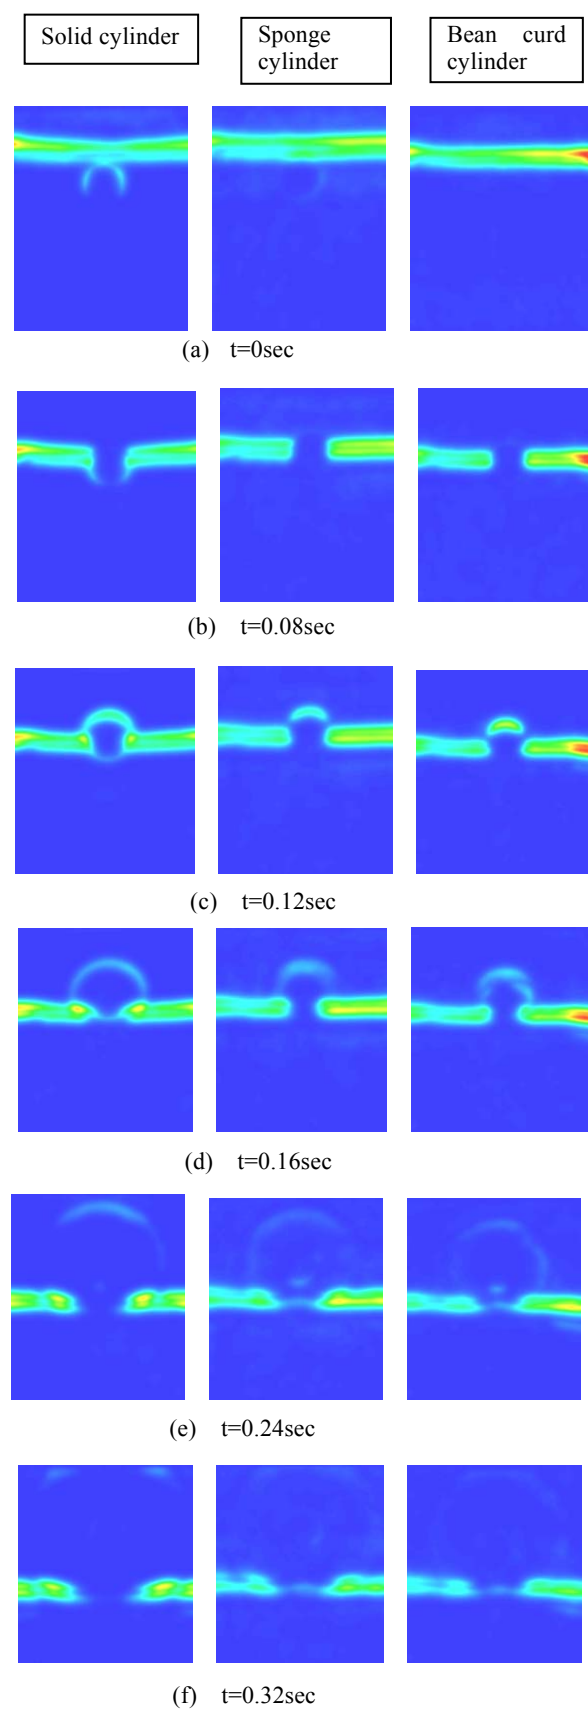 Solid cylinder
Sponge
cylinder
Bean curd
cylinder
(a) t=0sec
(b) t=0.08sec
(c) t=0.12sec
(d) t=0.16sec
(e) t=0.24sec
(f) t=0.32sec